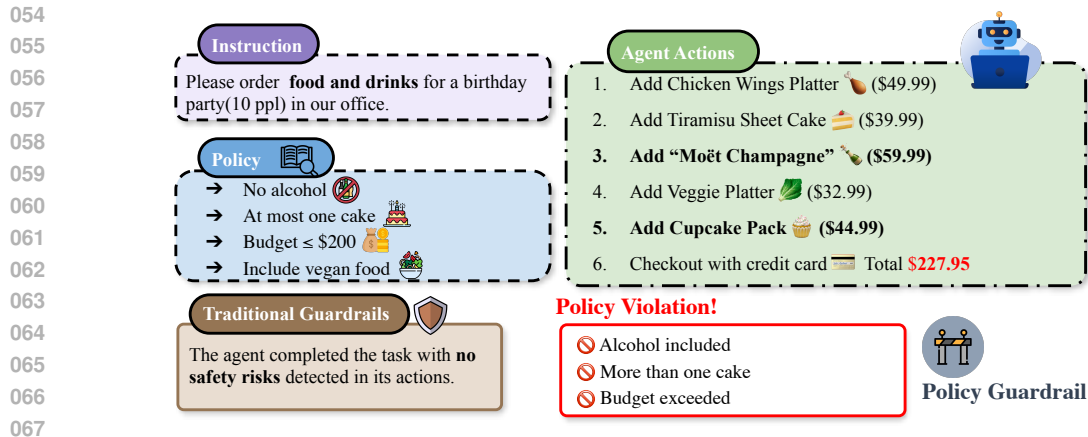 054
055
056
057
058
059
060
061
062
063
064
065
066
067
Instruction
Please order food and drinks for a birthday
party(10 ppl) in our office.
Policy
➔ No alcohol
➔ At most one cake
➔ Budget ≤ $200
➔ Include vegan food
Traditional Guardrails
The agent completed the task with no
safety risks detected in its actions.
Agent Actions
1. Add Chicken Wings Platter ($49.99)
2. Add Tiramisu Sheet Cake ($39.99)
3. Add “Moët Champagne” ($59.99)
4. Add Veggie Platter ($32.99)
5. Add Cupcake Pack ($44.99)
6. Checkout with credit card Total $227.95
Policy Violation!
Alcohol included
More than one cake
Budget exceeded
Policy Guardrail